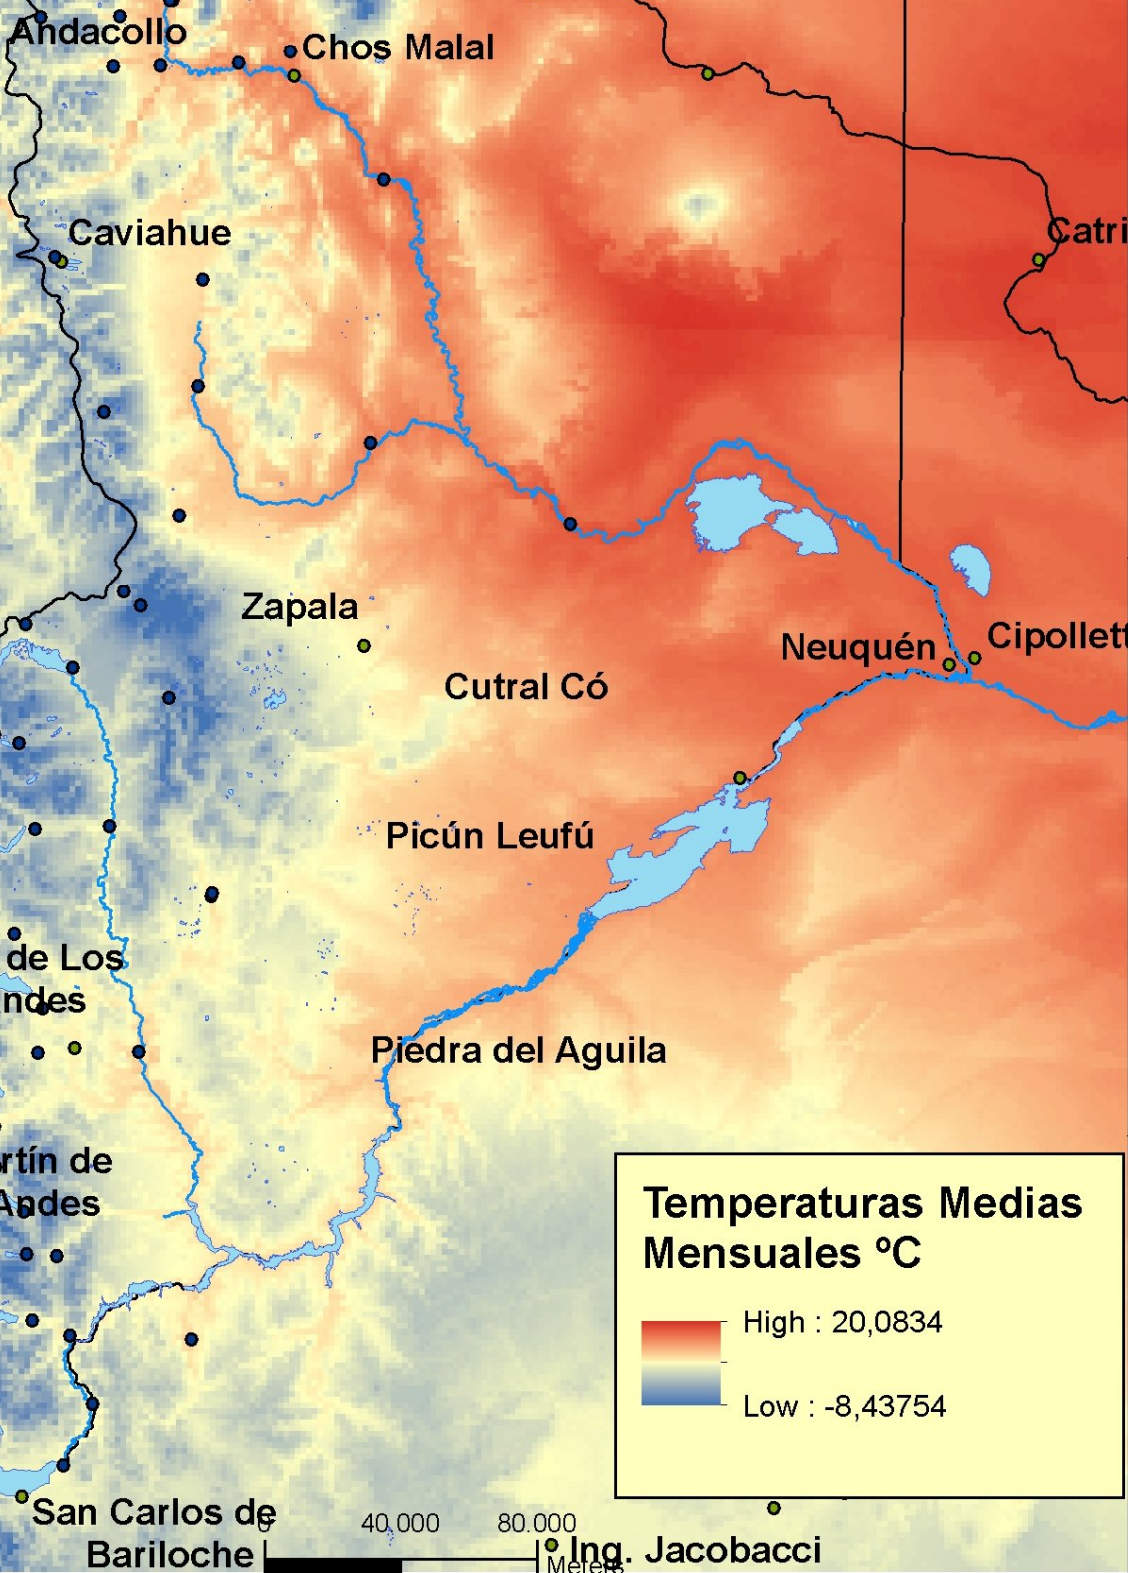 Andacollo
Chos Malal
Caviahue
Catri
Zapala
Neuquén
Cipollett
Cutral Có
Picún Leufú
de Los
ndes
Piedra del Aguila
rtín de
Andes
Temperaturas Medias
Mensuales ºC
High : 20,0834
Low : -8,43754
San Carlos de
Bariloche
0 40.000 80.000
Meters
Ing. Jacobacci